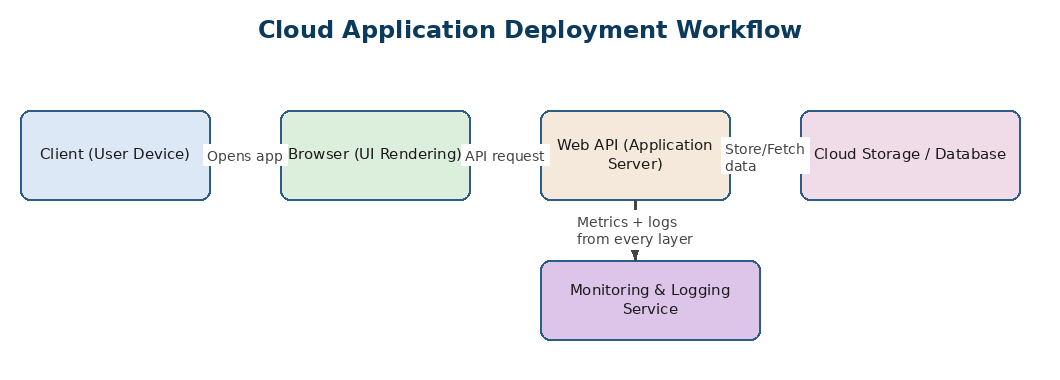 Cloud Application Deployment Workflow
Client (User Device)
Opens app
Browser (UI Rendering)
API request
Web API (Application
Server)
Store/Fetch
data
Cloud Storage / Database
Metrics + logs
from every layer
Monitoring & Logging
Service